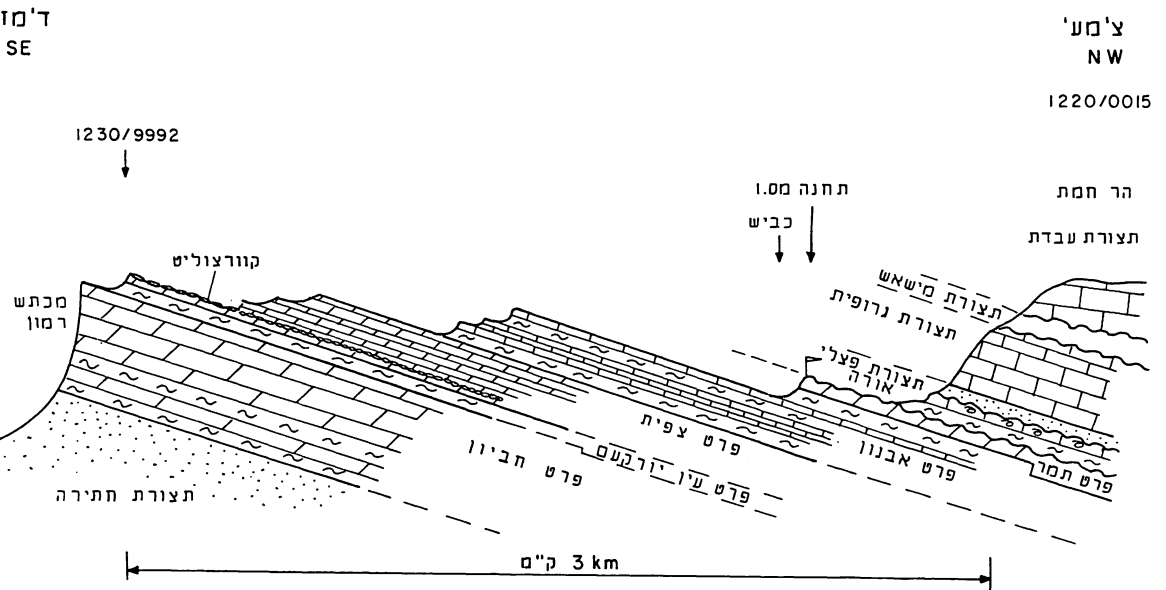 צ'מע'
NW
1220/0015
ד'מז
SE
1230/9992
תחנה מס.1
כביש
הר חמת
תצורת עבדת
קוורצוליט
מכתש
רמון
תצורת מישאש
תצורת גרופית
תצורת פצלי
אורה
פרט צפית
פרט אבנון
פרט תמר
פרט עין יורקעם
פרט חביון
תצורת חתירה
3 km ק"מ